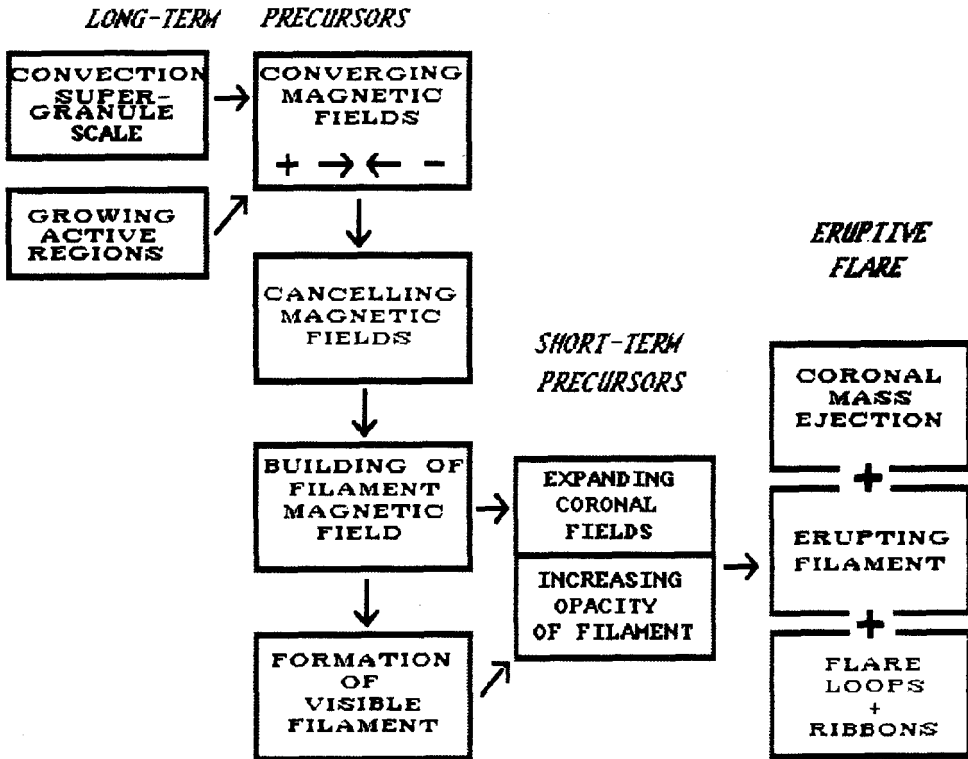 LONG-TERM PRECURSORS
CONVECTION
SUPER-
GRANULE
SCALE
CONVERGING
MAGNETIC
FIELDS
+ → ← -
GROWING
ACTIVE
REGIONS
CANCELLING
MAGNETIC
FIELDS
BUILDING OF
FILAMENT
MAGNETIC
FIELD
FORMATION
OF
VISIBLE
FILAMENT
SHORT-TERM
PRECURSORS
EXPANDING
CORONAL
FIELDS
INCREASING
OPACITY
OF FILAMENT
ERUPTIVE
FLARE
CORONAL
MASS
EJECTION
+
ERUPTING
FILAMENT
+
FLARE
LOOPS
+
RIBBONS